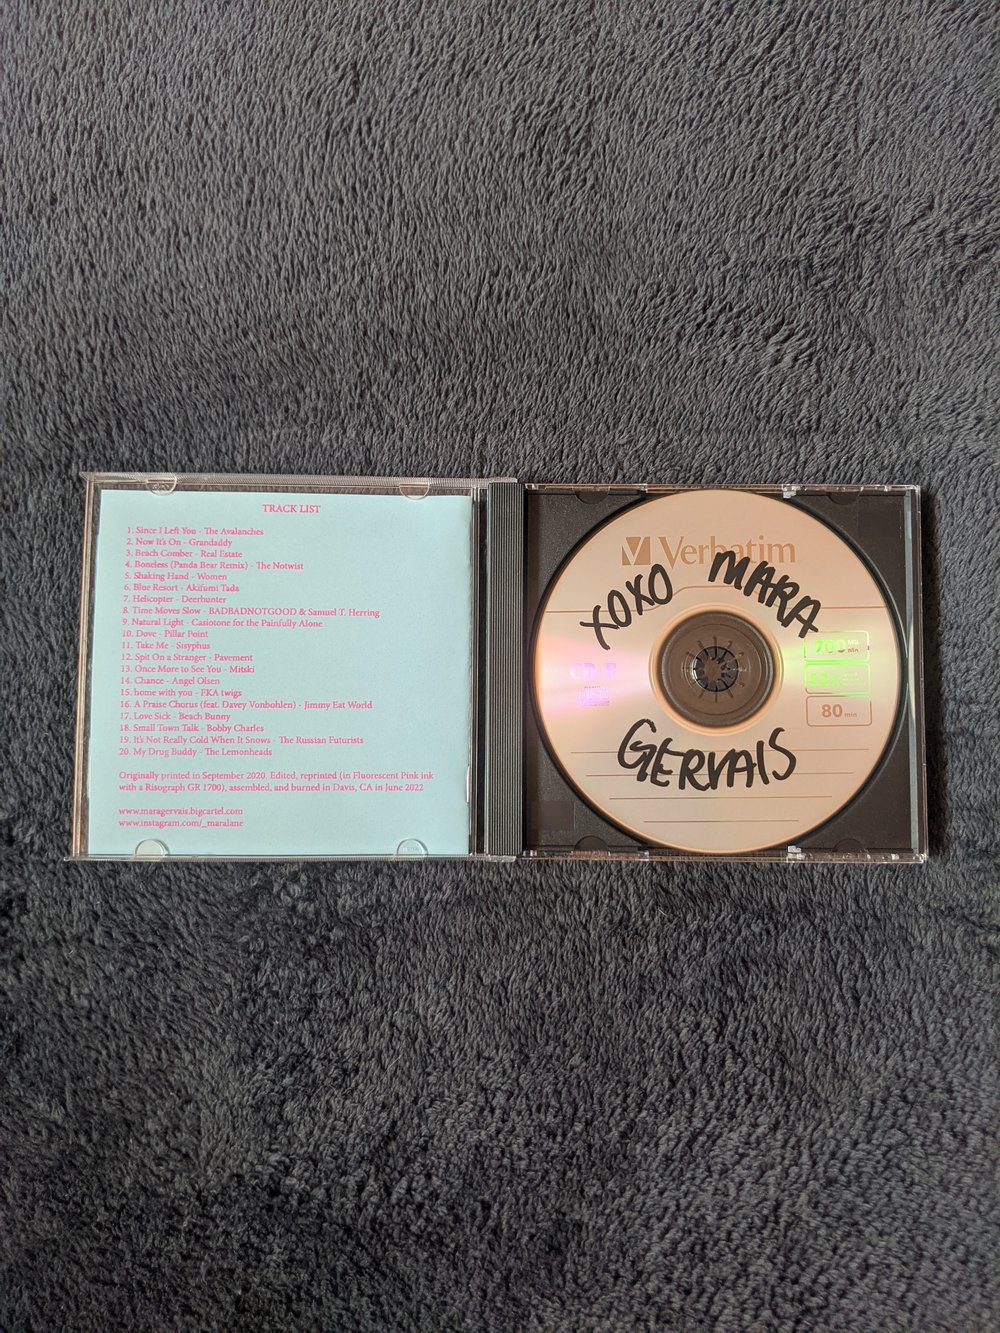 TRACK LIST
1. Since I Left You - The Avalanches
2. Now It's On - Grandaddy
3. Beach Comber - Real Estate
4. Boneless (Panda Bear Remix) - The Notwist
5. Shaking Hand - Women
6. Blue Resort - Akifumi Tada
7. Helicopter - Deerhunter
8. Time Moves Slow - BADBADNOTGOOD & Samuel T. Herring
9. Natural Light - Casiotone for the Painfully Alone
10. Dove - Pillar Point
11. Take Me - Sisyphus
12. Spit On a Stranger - Pavement
13. Once More to See You - Mitski
14. Chance - Angel Olsen
15. home with you - FKA twigs
16. A Praise Chorus (feat. Davey Vonbohlen) - Jimmy Eat World
17. Love Sick - Beach Bunny
18. Small Town Talk - Bobby Charles
19. It's Not Really Cold When It Snows - The Russian Futurists
20. My Drug Buddy - The Lemonheads
Originally printed in September 2020. Edited, reprinted (in Fluorescent Pink ink
with a Risograph GR 1700), assembled, and burned in Davis, CA in June 2022
www.maragervais.bigcartel.com
www.instagram.com/_maralane
Verbatim
XOXO MARA
GERVAIS
CD-R
700 MB
52x
80 min